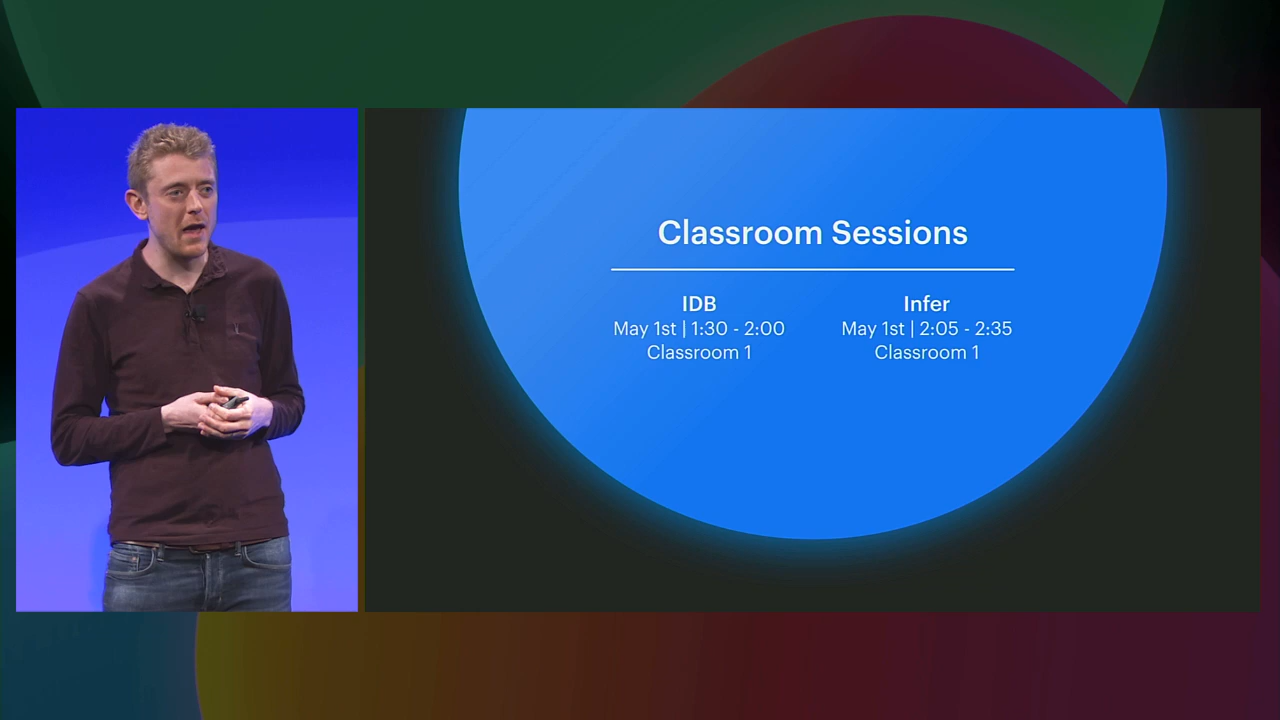 Classroom Sessions
IDB
May 1st | 1:30 - 2:00
Classroom 1
Infer
May 1st | 2:05 - 2:35
Classroom 1